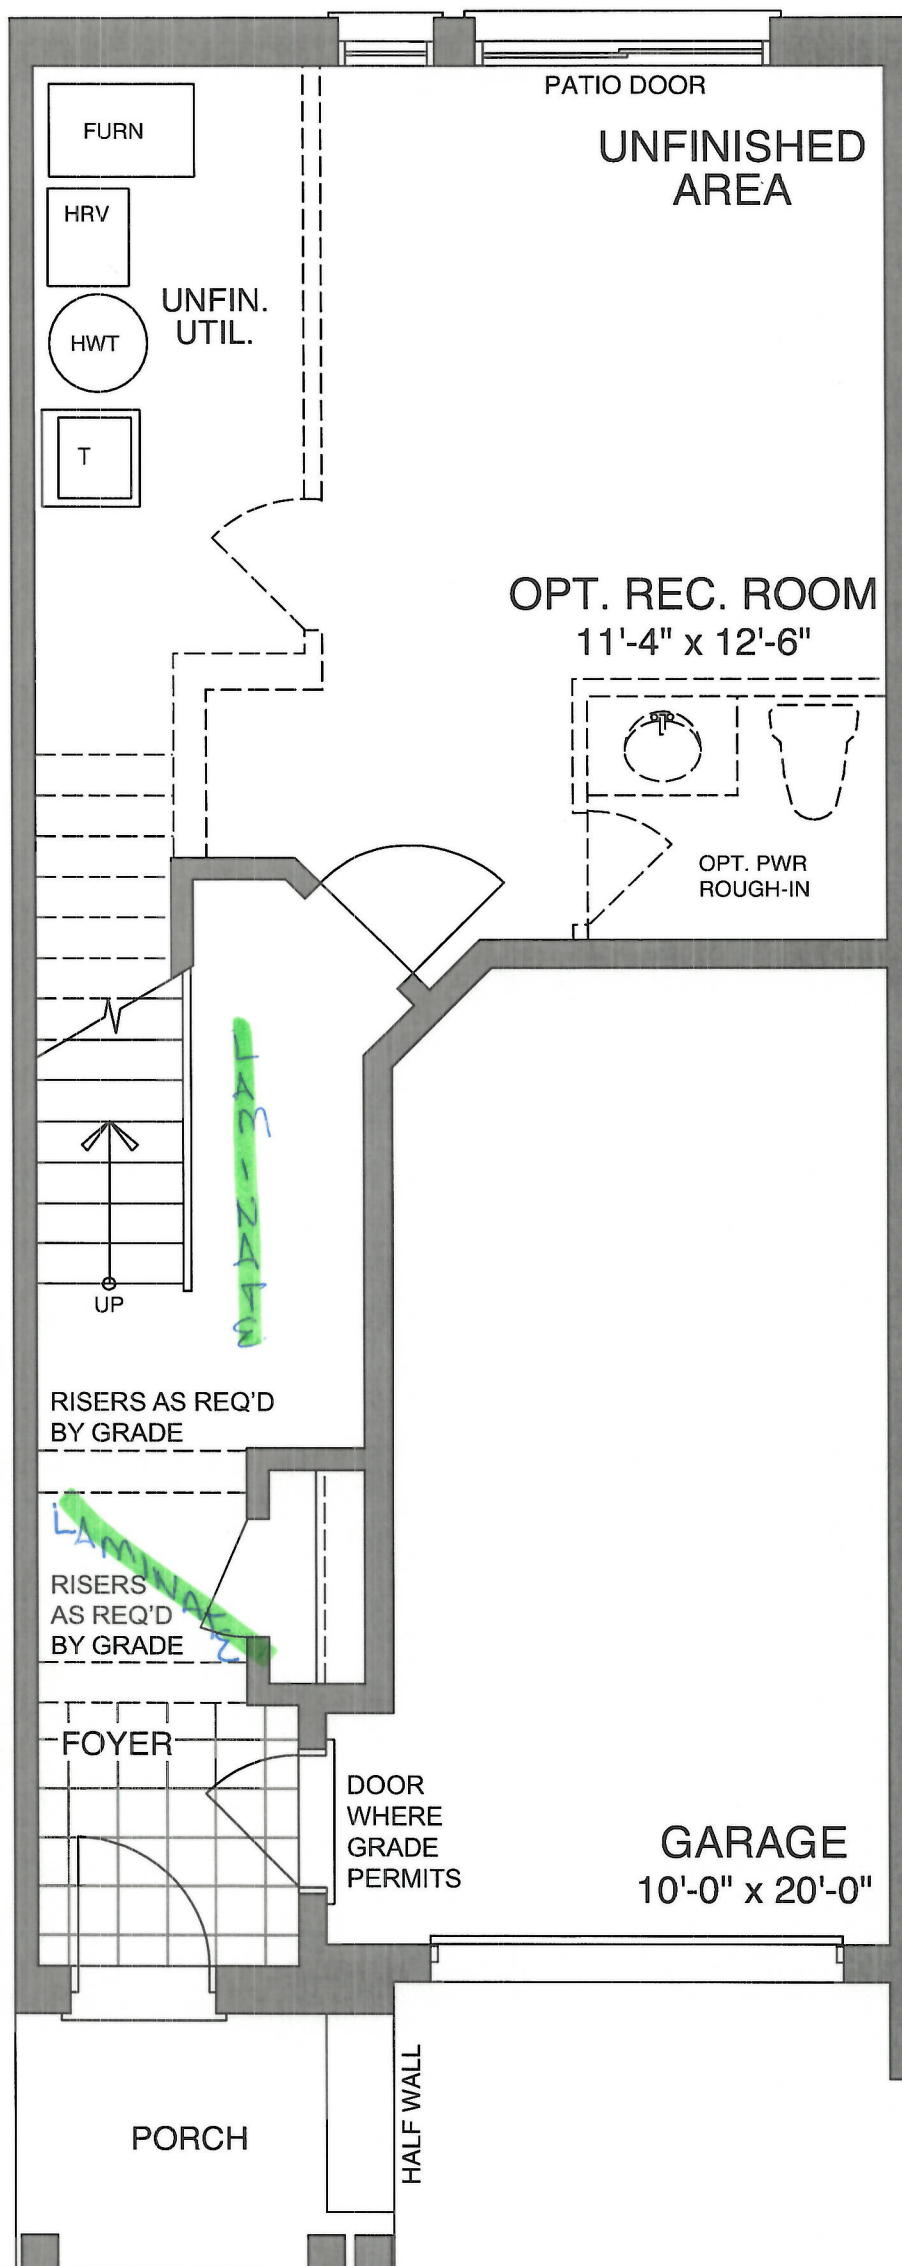 PATIO DOOR
FURN
UNFINISHED
AREA
HRV
UNFIN.
UTIL.
HWT
T
OPT. REC. ROOM
11'-4" x 12'-6"
OPT. PWR
ROUGH-IN
LAMINATE
UP
RISERS AS REQ'D
BY GRADE
LAMINATE
RISERS
AS REQ'D
BY GRADE
FOYER
DOOR
WHERE
GRADE
PERMITS
GARAGE
10'-0" x 20'-0"
HALF WALL
PORCH